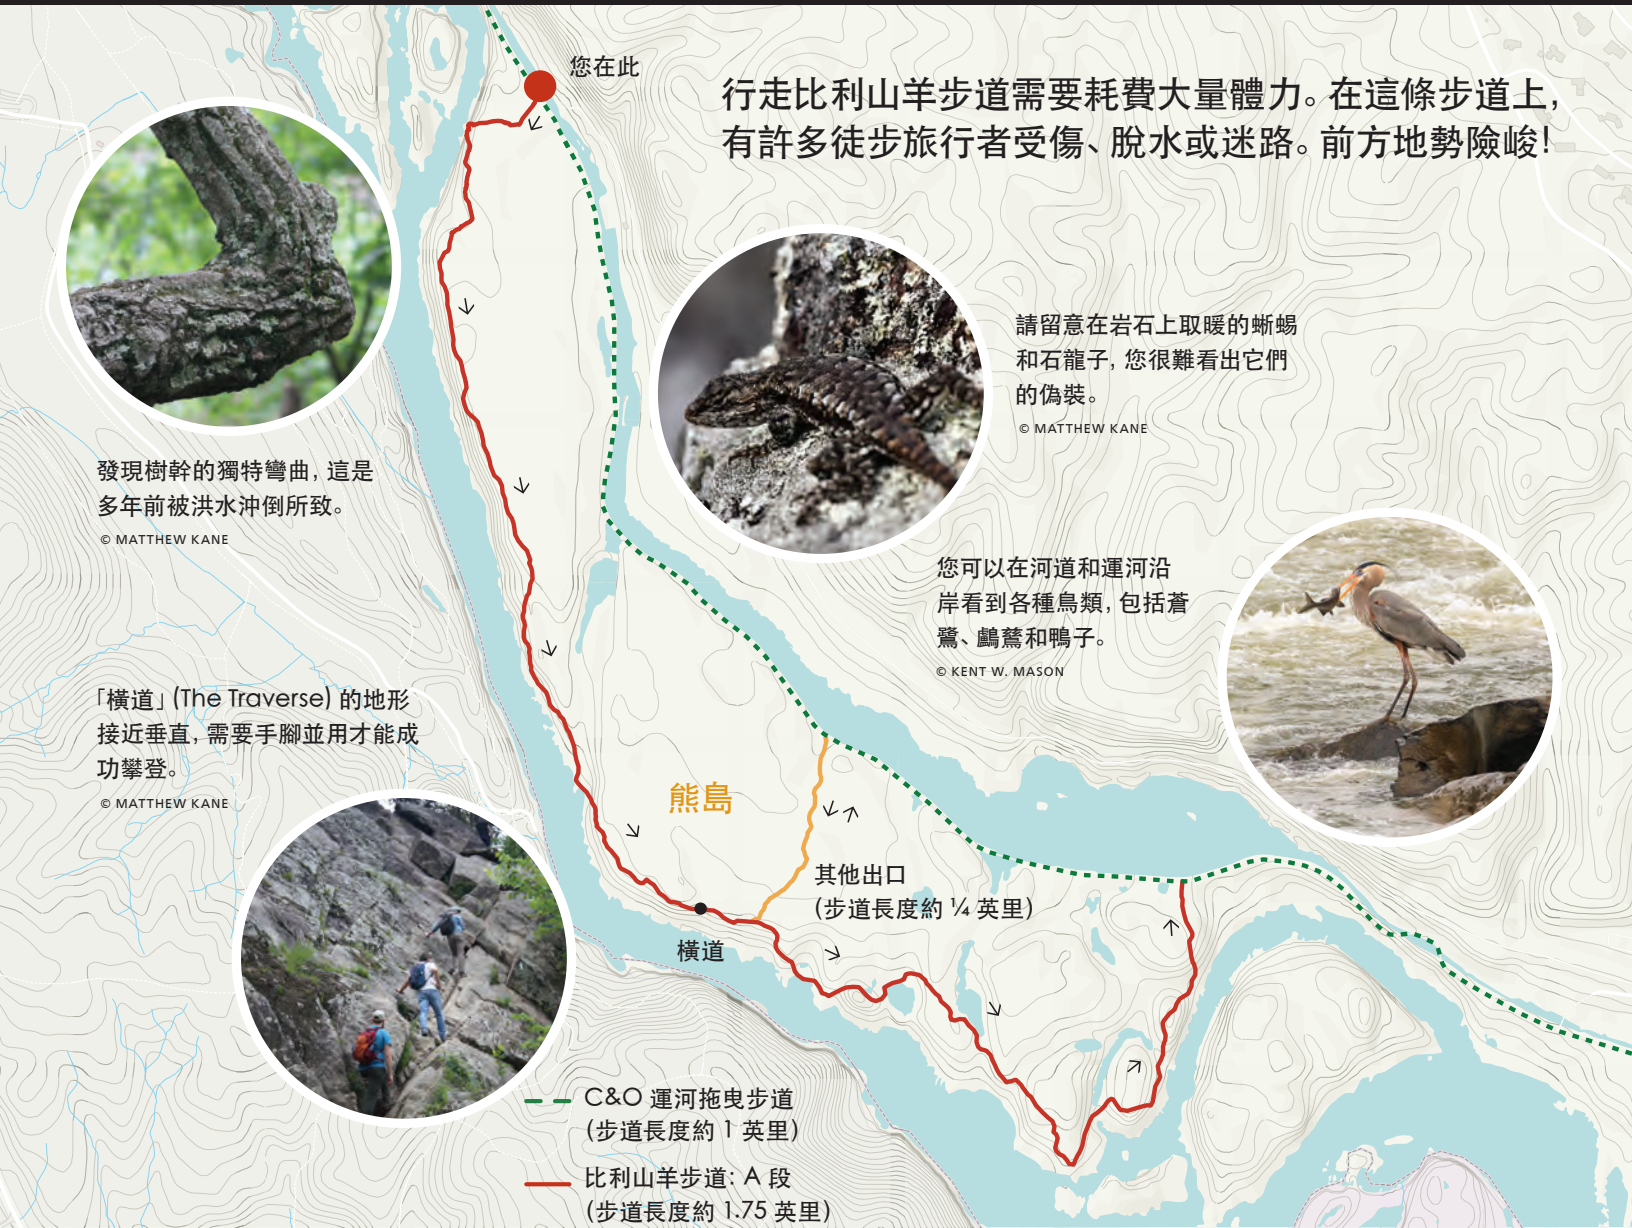 您在此
行走比利山羊步道需要耗費大量體力。在這條步道上，
有許多徒步旅行者受傷、脫水或迷路。前方地勢險峻！
請留意在岩石上取暖的蜥蜴
和石龍子，您很難看出它們
的偽裝。
© MATTHEW KANE
發現樹幹的獨特彎曲，這是
多年前被洪水沖倒所致。
© MATTHEW KANE
您可以在河道和運河沿
岸看到各種鳥類，包括蒼
鷺、鸕鶿和鴨子。
© KENT W. MASON
「橫道」(The Traverse) 的地形
接近垂直，需要手腳並用才能成
功攀登。
© MATTHEW KANE
熊島
其他出口
(步道長度約 ¼ 英里)
橫道
C&O 運河拖曳步道
(步道長度約 1 英里)
比利山羊步道：A 段
(步道長度約 1.75 英里)